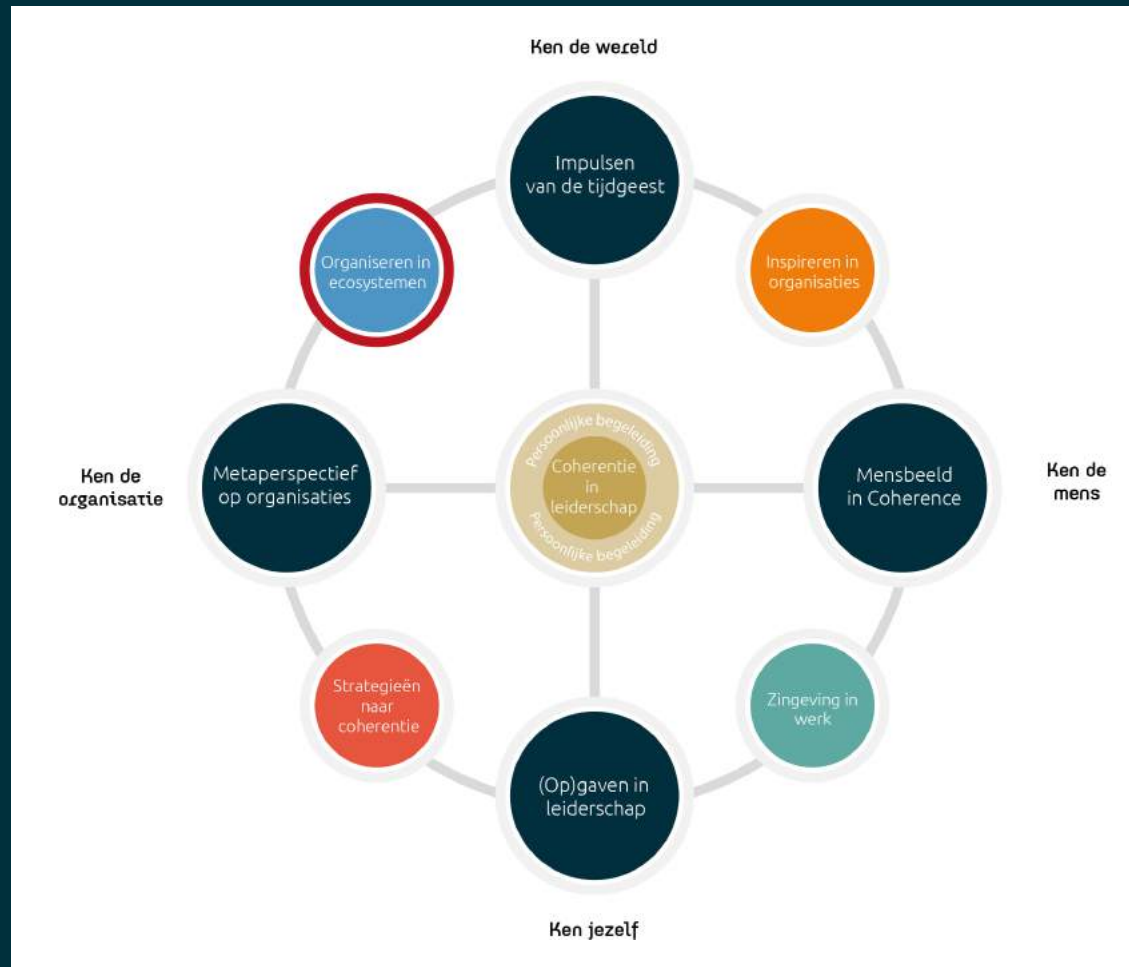 Ken de wereld
Impulsen
van de tijdgeest
Organiseren in
ecosystemen
Inspireren in
organisaties
Ken de
organisatie
Metaperspectief
op organisaties
Persoonlijke begeleiding
Coherentie
in
leiderschap
Persoonlijke begeleiding
Mensbeeld
in Coherence
Ken de
mens
Strategieën
naar
coherentie
Zingeving in
werk
(Op)gaven in
leiderschap
Ken jezelf